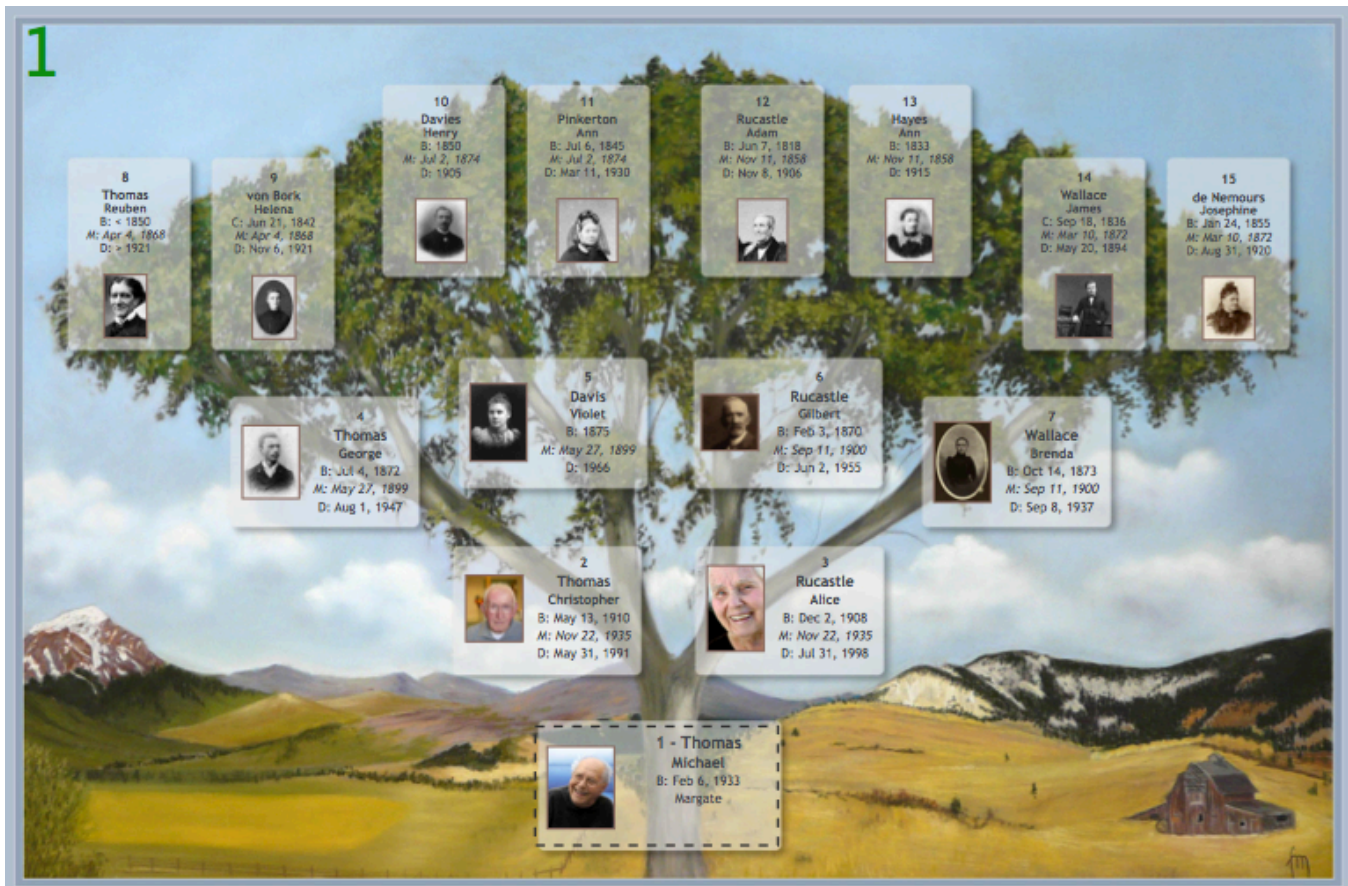 1
10
Davies
Henry
B: 1850
M: Jul 2, 1874
D: 1905
11
Pinkerton
Ann
B: Jul 6, 1845
M: Jul 2, 1874
D: Mar 11, 1930
12
Rucastle
Adam
B: Jun 7, 1818
M: Nov 11, 1858
D: Nov 8, 1906
13
Hayes
Ann
B: 1833
M: Nov 11, 1858
D: 1915
8
Thomas
Reuben
B: < 1850
M: Apr 4, 1868
D: > 1921
9
von Bork
Helena
C: Jun 21, 1842
M: Apr 4, 1868
D: Nov 6, 1921
14
Wallace
James
C: Sep 18, 1836
M: Mar 10, 1872
D: May 20, 1894
15
de Nemours
Josephine
B: Jan 24, 1855
M: Mar 10, 1872
D: Aug 31, 1920
4
Thomas
George
B: Jul 4, 1872
M: May 27, 1899
D: Aug 1, 1947
5
Davis
Violet
B: 1875
M: May 27, 1899
D: 1966
6
Rucastle
Gilbert
B: Feb 3, 1870
M: Sep 11, 1900
D: Jun 2, 1955
7
Wallace
Brenda
B: Oct 14, 1873
M: Sep 11, 1900
D: Sep 8, 1937
2
Thomas
Christopher
B: May 13, 1910
M: Nov 22, 1935
D: May 31, 1991
3
Rucastle
Alice
B: Dec 2, 1908
M: Nov 22, 1935
D: Jul 31, 1998
1 - Thomas
Michael
B: Feb 6, 1933
Margate